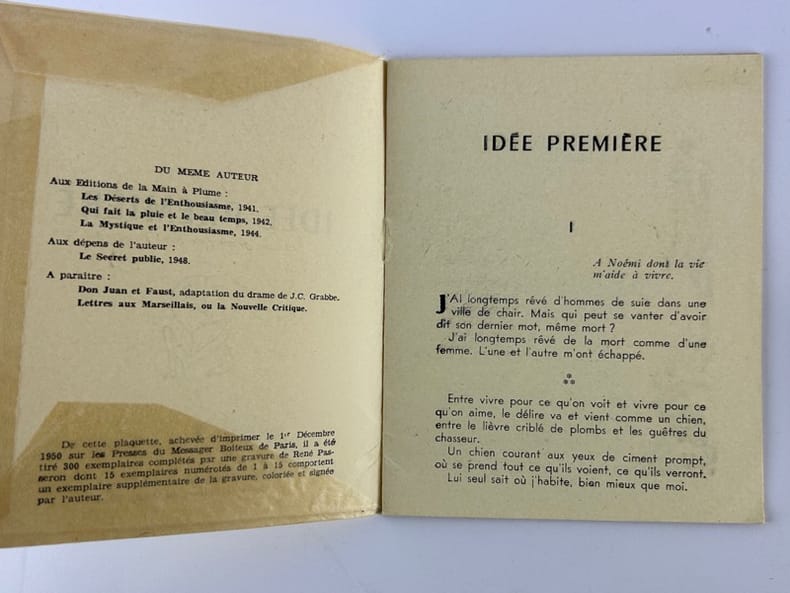 DU MEME AUTEUR
Aux Editions de la Main à Plume :
Les Déserts de l'Enthousiasme, 1941.
Qui fait la pluie et le beau temps, 1942.
La Mystique et l'Enthousiasme, 1944.
Aux dépens de l'auteur :
Le Secret public, 1948.
A paraître :
Don Juan et Faust, adaptation du drame de J.C. Grabbe.
Lettres aux Marseillais, ou la Nouvelle Critique.
De cette plaquette, achevée d'imprimer le 1er Décembre
1950 sur les Presses du Messager Boiteux de Paris, il a été
tiré 300 exemplaires complétés par une gravure de René Pas-
seron dont 15 exemplaires numérotés de 1 à 15 comportent
un exemplaire supplémentaire de la gravure, coloriée et signée
par l'auteur.
IDÉE PREMIÈRE
I
A Noémi dont la vie
m'aide à vivre.
J'AI longtemps rêvé d'hommes de suie dans une
ville de chair. Mais qui peut se vanter d'avoir
dit son dernier mot, même mort ?
J'ai longtemps rêvé de la mort comme d'une
femme. L'une et l'autre m'ont échappé.
Entre vivre pour ce qu'on voit et vivre pour ce
qu'on aime, le délire va et vient comme un chien,
entre le lièvre criblé de plombs et les guêtres du
chasseur.
Un chien courant aux yeux de ciment prompt,
où se prend tout ce qu'ils voient, ce qu'ils verront.
Lui seul sait où j'habite, bien mieux que moi.